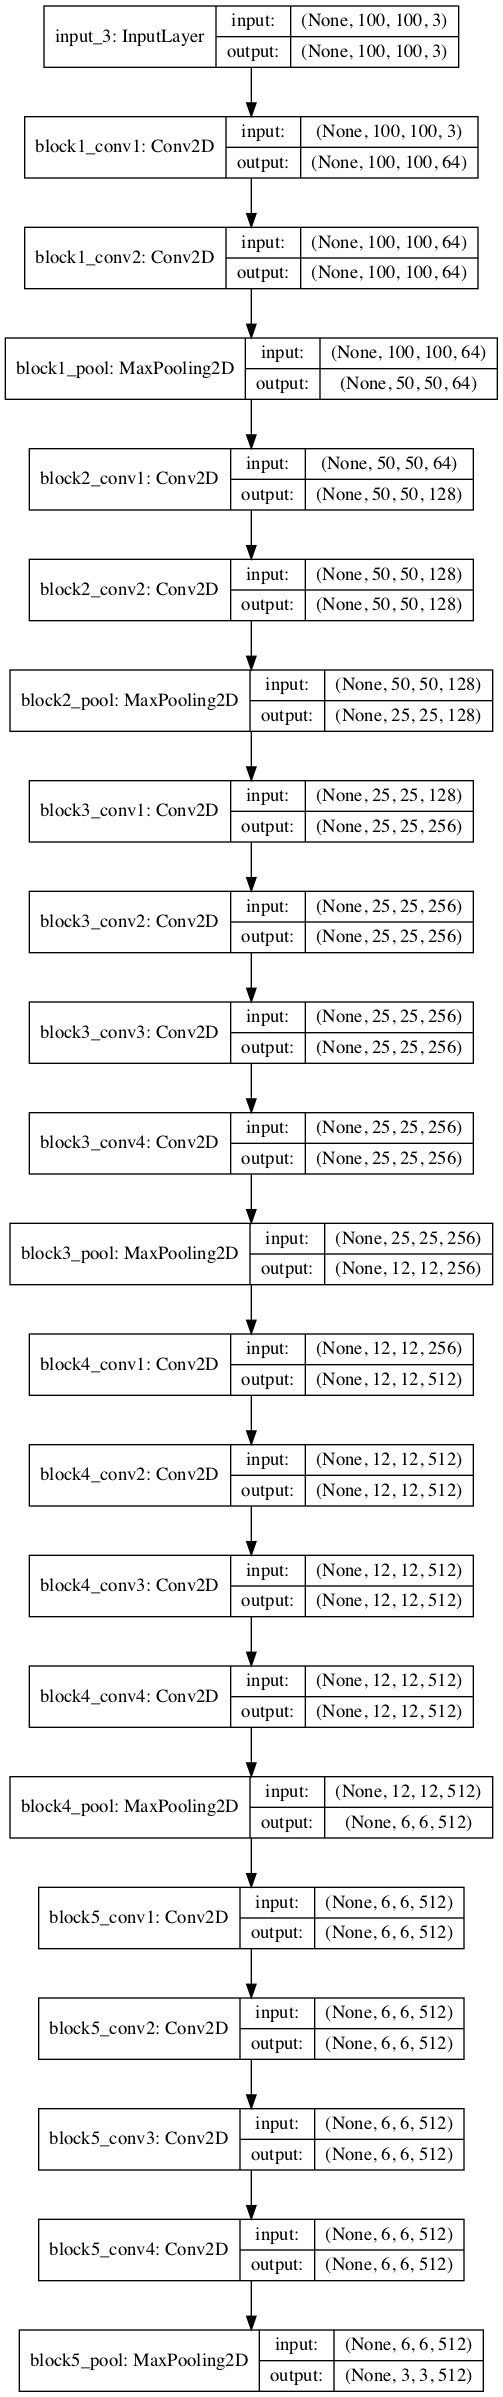 input_3: InputLayer
input: (None, 100, 100, 3)
output: (None, 100, 100, 3)
block1_conv1: Conv2D
input: (None, 100, 100, 3)
output: (None, 100, 100, 64)
block1_conv2: Conv2D
input: (None, 100, 100, 64)
output: (None, 100, 100, 64)
block1_pool: MaxPooling2D
input: (None, 100, 100, 64)
output: (None, 50, 50, 64)
block2_conv1: Conv2D
input: (None, 50, 50, 64)
output: (None, 50, 50, 128)
block2_conv2: Conv2D
input: (None, 50, 50, 128)
output: (None, 50, 50, 128)
block2_pool: MaxPooling2D
input: (None, 50, 50, 128)
output: (None, 25, 25, 128)
block3_conv1: Conv2D
input: (None, 25, 25, 128)
output: (None, 25, 25, 256)
block3_conv2: Conv2D
input: (None, 25, 25, 256)
output: (None, 25, 25, 256)
block3_conv3: Conv2D
input: (None, 25, 25, 256)
output: (None, 25, 25, 256)
block3_conv4: Conv2D
input: (None, 25, 25, 256)
output: (None, 25, 25, 256)
block3_pool: MaxPooling2D
input: (None, 25, 25, 256)
output: (None, 12, 12, 256)
block4_conv1: Conv2D
input: (None, 12, 12, 256)
output: (None, 12, 12, 512)
block4_conv2: Conv2D
input: (None, 12, 12, 512)
output: (None, 12, 12, 512)
block4_conv3: Conv2D
input: (None, 12, 12, 512)
output: (None, 12, 12, 512)
block4_conv4: Conv2D
input: (None, 12, 12, 512)
output: (None, 12, 12, 512)
block4_pool: MaxPooling2D
input: (None, 12, 12, 512)
output: (None, 6, 6, 512)
block5_conv1: Conv2D
input: (None, 6, 6, 512)
output: (None, 6, 6, 512)
block5_conv2: Conv2D
input: (None, 6, 6, 512)
output: (None, 6, 6, 512)
block5_conv3: Conv2D
input: (None, 6, 6, 512)
output: (None, 6, 6, 512)
block5_conv4: Conv2D
input: (None, 6, 6, 512)
output: (None, 6, 6, 512)
block5_pool: MaxPooling2D
input: (None, 6, 6, 512)
output: (None, 3, 3, 512)